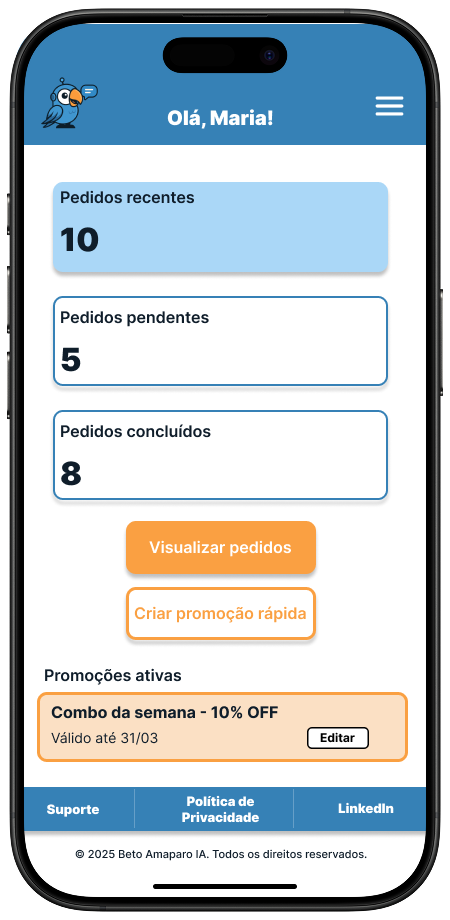 Olá, Maria!
Pedidos recentes
10
Pedidos pendentes
5
Pedidos concluídos
8
Visualizar pedidos
Criar promoção rápida
Promoções ativas
Combo da semana - 10% OFF
Válido até 31/03
Editar
Suporte
Política de
Privacidade
LinkedIn
© 2025 Beto Amaparo IA. Todos os direitos reservados.